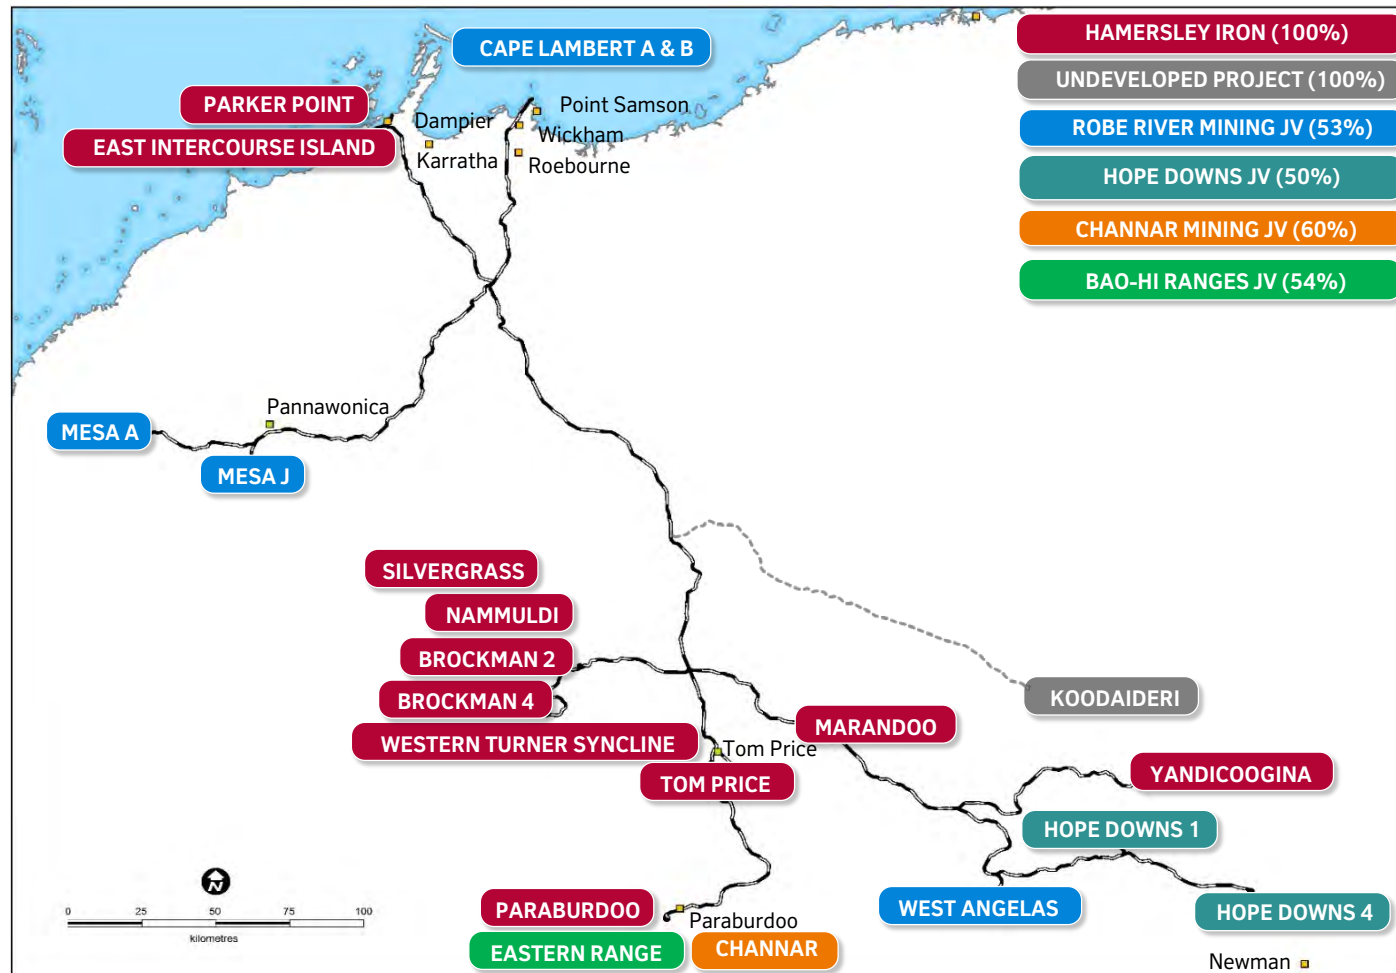 HAMERSLEY IRON (100%)
UNDEVELOPED PROJECT (100%)
ROBE RIVER MINING JV (53%)
HOPE DOWNS JV (50%)
CHANNAR MINING JV (60%)
BAO-HI RANGES JV (54%)
CAPE LAMBERT A & B
PARKER POINT
EAST INTERCOURSE ISLAND
Dampier
Karratha
Point Samson
Wickham
Roebourne
Pannawonica
MESA A
MESA J
SILVERGRASS
NAMMULDI
BROCKMAN 2
BROCKMAN 4
WESTERN TURNER SYNCLINE
Tom Price
TOM PRICE
MARANDOO
KOODAIDERI
YANDICOOGINA
HOPE DOWNS 1
WEST ANGELAS
HOPE DOWNS 4
PARABURDOO
Paraburdoo
EASTERN RANGE
CHANNAR
Newman
N
0 25 50 75 100
kilometres